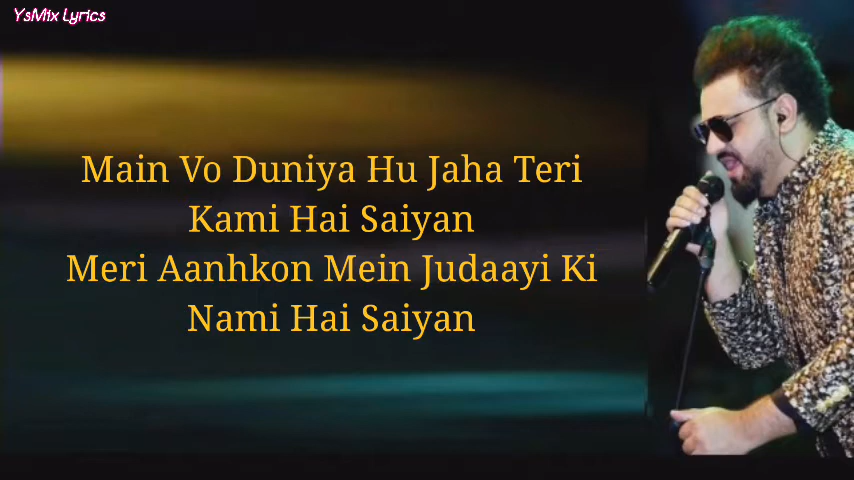 YsMix Lyrics
Main Vo Duniya Hu Jaha Teri
Kami Hai Saiyan
Meri Aanhkon Mein Judaayi Ki
Nami Hai Saiyan